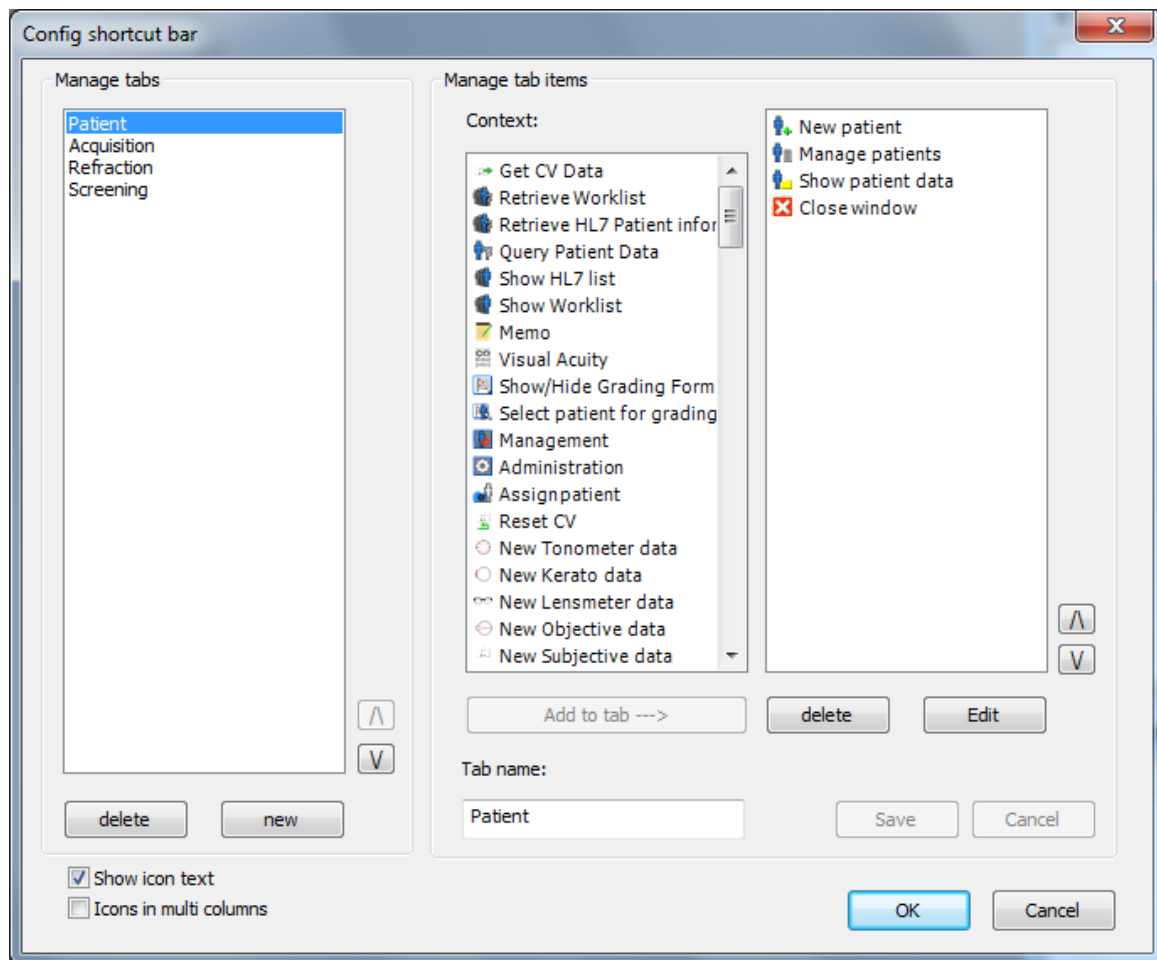 Config shortcut bar
Manage tabs
Patient
Acquisition
Refraction
Screening
/\
\/
delete
new
Manage tab items
Context:
Get CV Data
Retrieve Worklist
Retrieve HL7 Patient infor
Query Patient Data
Show HL7 list
Show Worklist
Memo
Visual Acuity
Show/Hide Grading Form
Select patient for grading
Management
Administration
Assign patient
Reset CV
New Tonometer data
New Kerato data
New Lensmeter data
New Objective data
New Subjective data
New patient
Manage patients
Show patient data
Close window
/\
\/
Add to tab --->
delete
Edit
Tab name:
Patient
Save
Cancel
Show icon text
Icons in multi columns
OK
Cancel